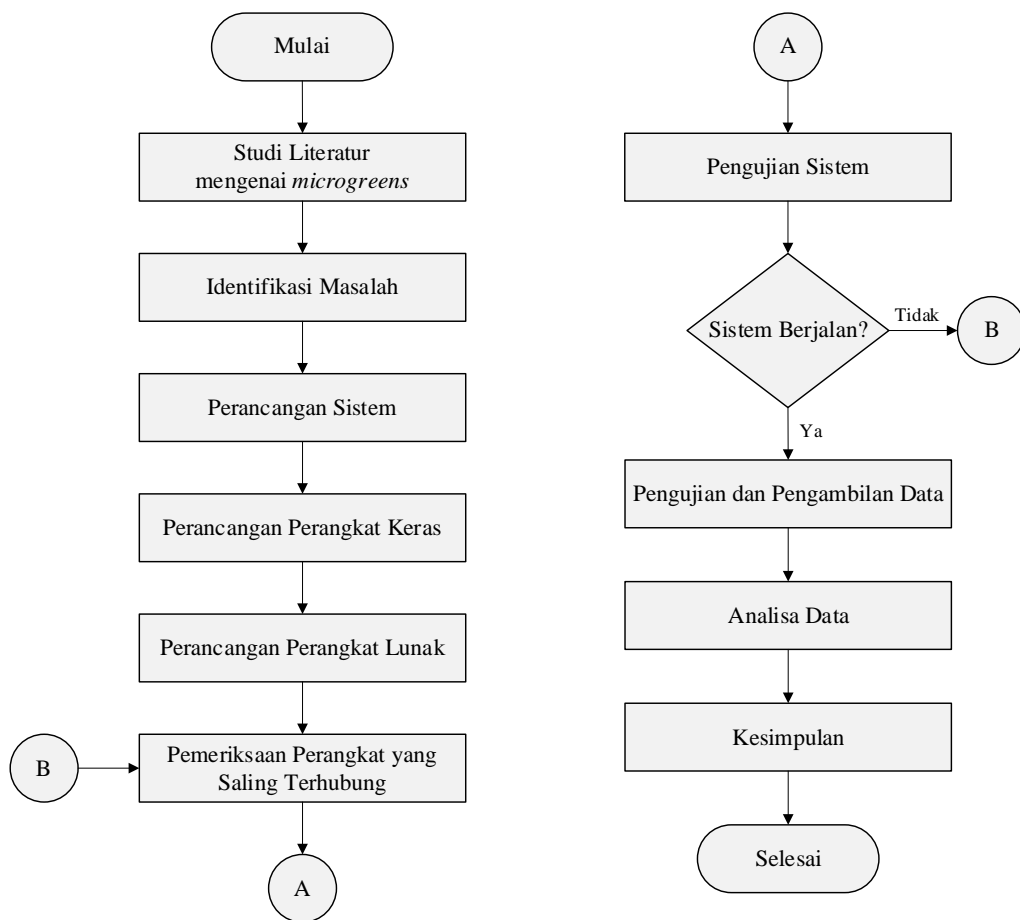 Mulai
Studi Literatur
mengenai microgreens
Identifikasi Masalah
Perancangan Sistem
Perancangan Perangkat Keras
Perancangan Perangkat Lunak
B
Pemeriksaan Perangkat yang
Saling Terhubung
A
A
Pengujian Sistem
Sistem Berjalan?
Tidak
B
Ya
Pengujian dan Pengambilan Data
Analisa Data
Kesimpulan
Selesai